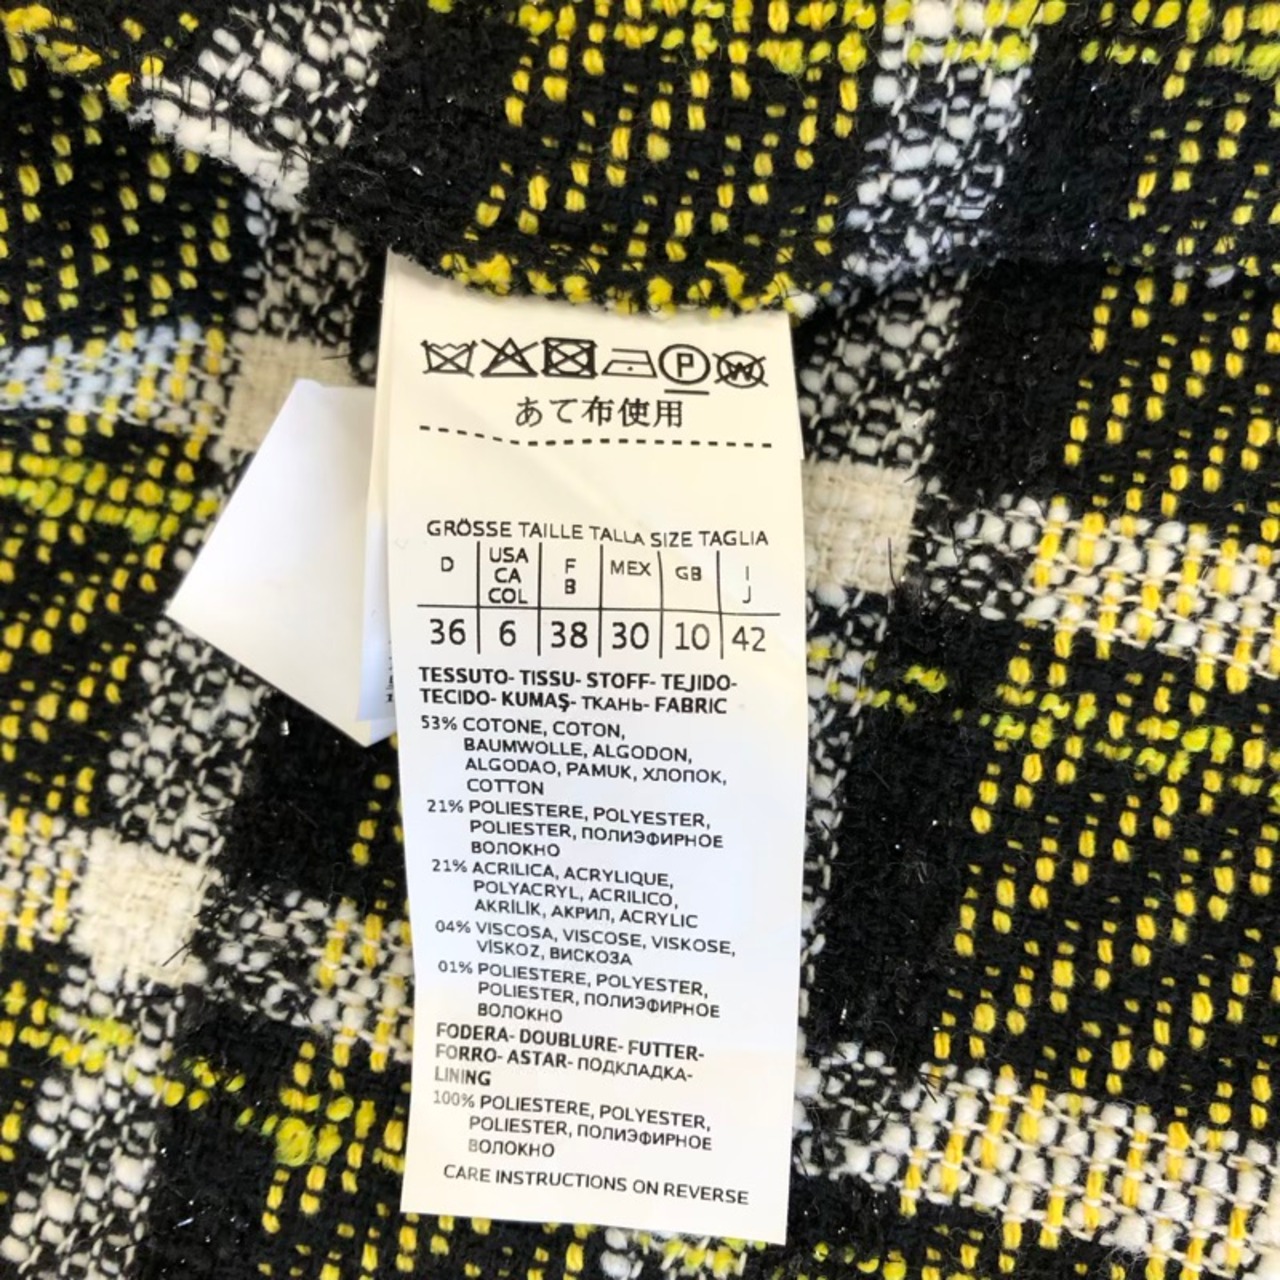 P W
あて布使用
GRÖSSE TAILLE TALLA SIZE TAGLIA
D USA CA COL F B MEX GB I J
36 6 38 30 10 42
TESSUTO- TISSU- STOFF- TEJIDO-
TECIDO- KUMAŞ- ТКАНЬ- FABRIC
53% COTONE, COTON,
BAUMWOLLE, ALGODON,
ALGODAO, PAMUK, ХЛОПОК,
COTTON
21% POLIESTERE, POLYESTER,
POLIESTER, ПОЛИЭФИРНОЕ
ВОЛОКНО
21% ACRILICA, ACRYLIQUE,
POLYACRYL, ACRILICO,
AKRİLİK, АКРИЛ, ACRYLIC
04% VISCOSA, VISCOSE, VISKOSE,
VİSKOZ, ВИСКОЗА
01% POLIESTERE, POLYESTER,
POLIESTER, ПОЛИЭФИРНОЕ
ВОЛОКНО
FODERA- DOUBLURE- FUTTER-
FORRO- ASTAR- ПОДКЛАДКА-
LINING
100% POLIESTERE, POLYESTER,
POLIESTER, ПОЛИЭФИРНОЕ
ВОЛОКНО
CARE INSTRUCTIONS ON REVERSE